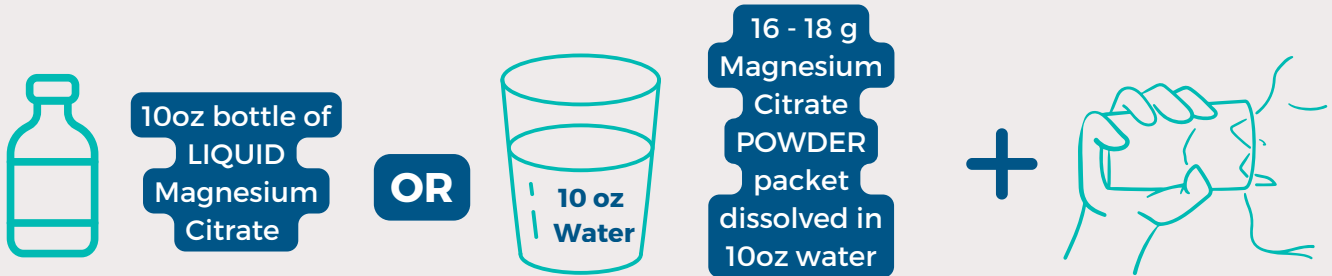 10oz bottle of
LIQUID
Magnesium
Citrate
OR
10 oz
Water
16 - 18 g
Magnesium
Citrate
POWDER
packet
dissolved in
10oz water
+